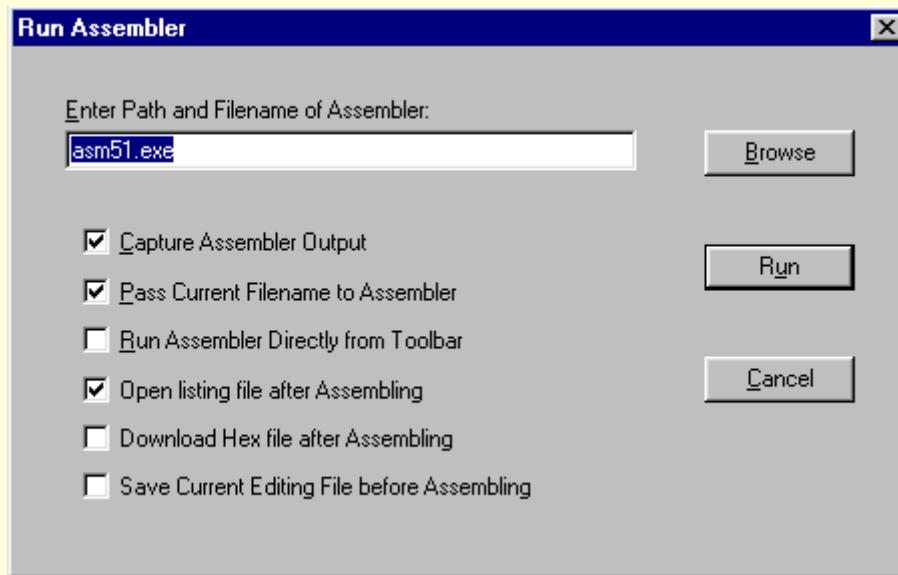 Run Assembler
Enter Path and Filename of Assembler:
asm51.exe
Browse
Capture Assembler Output
Run
Pass Current Filename to Assembler
Run Assembler Directly from Toolbar
Open listing file after Assembling
Cancel
Download Hex file after Assembling
Save Current Editing File before Assembling